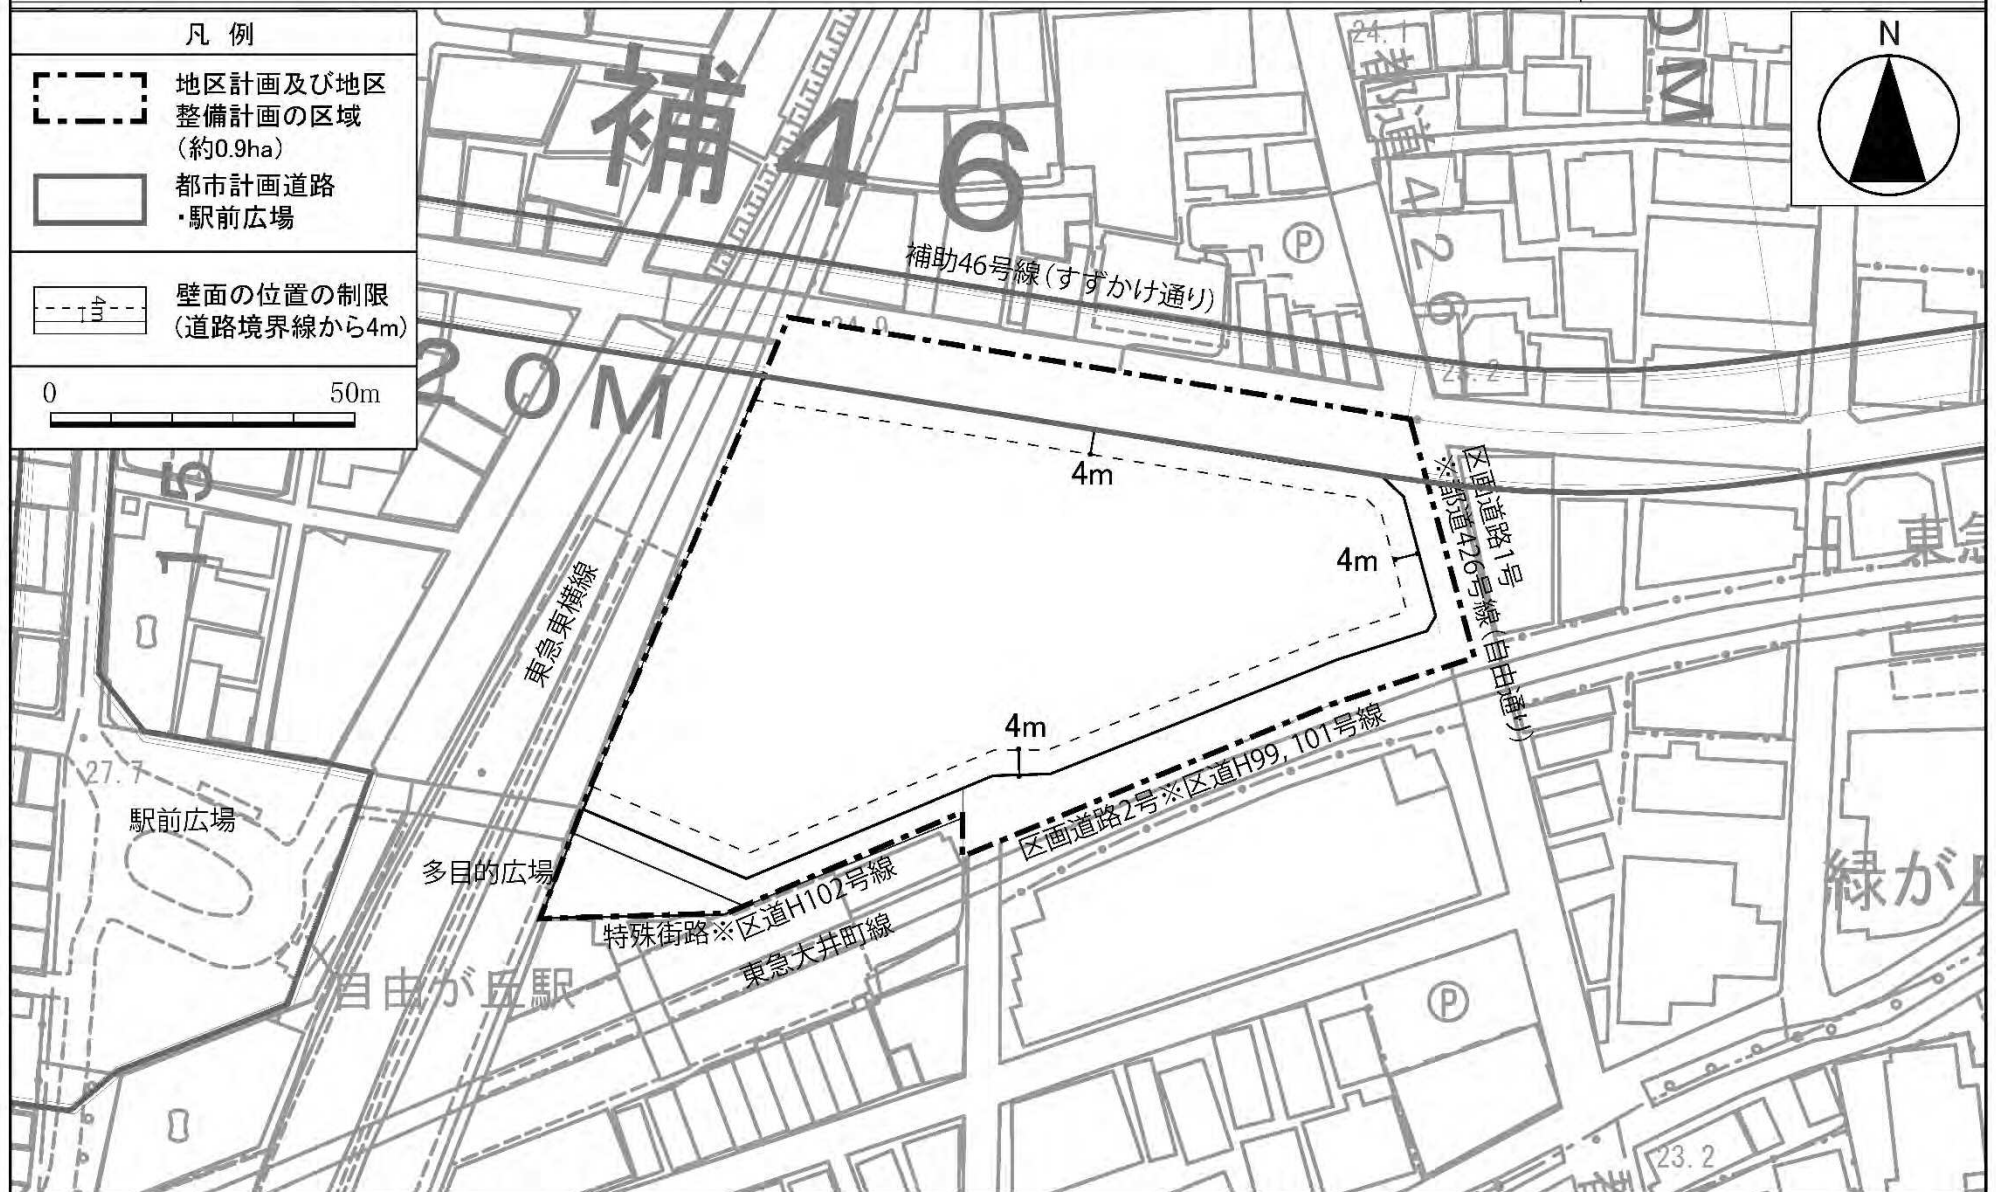 凡 例
地区計画及び地区
整備計画の区域
（約0.9ha）
都市計画道路
・駅前広場
4m
壁面の位置の制限
（道路境界線から4m）
0 50m
N
補46
20M
24.1
都道426
補助46号線（すずかけ通り）
P
23.2
4m
区画道路1号
※都道426号線（自由通り）
4m
東急
東急東横線
15
4m
27.7
駅前広場
多目的広場
区画道路2号※区道H99, 101号線
特殊街路※区道H102号線
東急大井町線
自由が丘駅
緑が
P
23.2